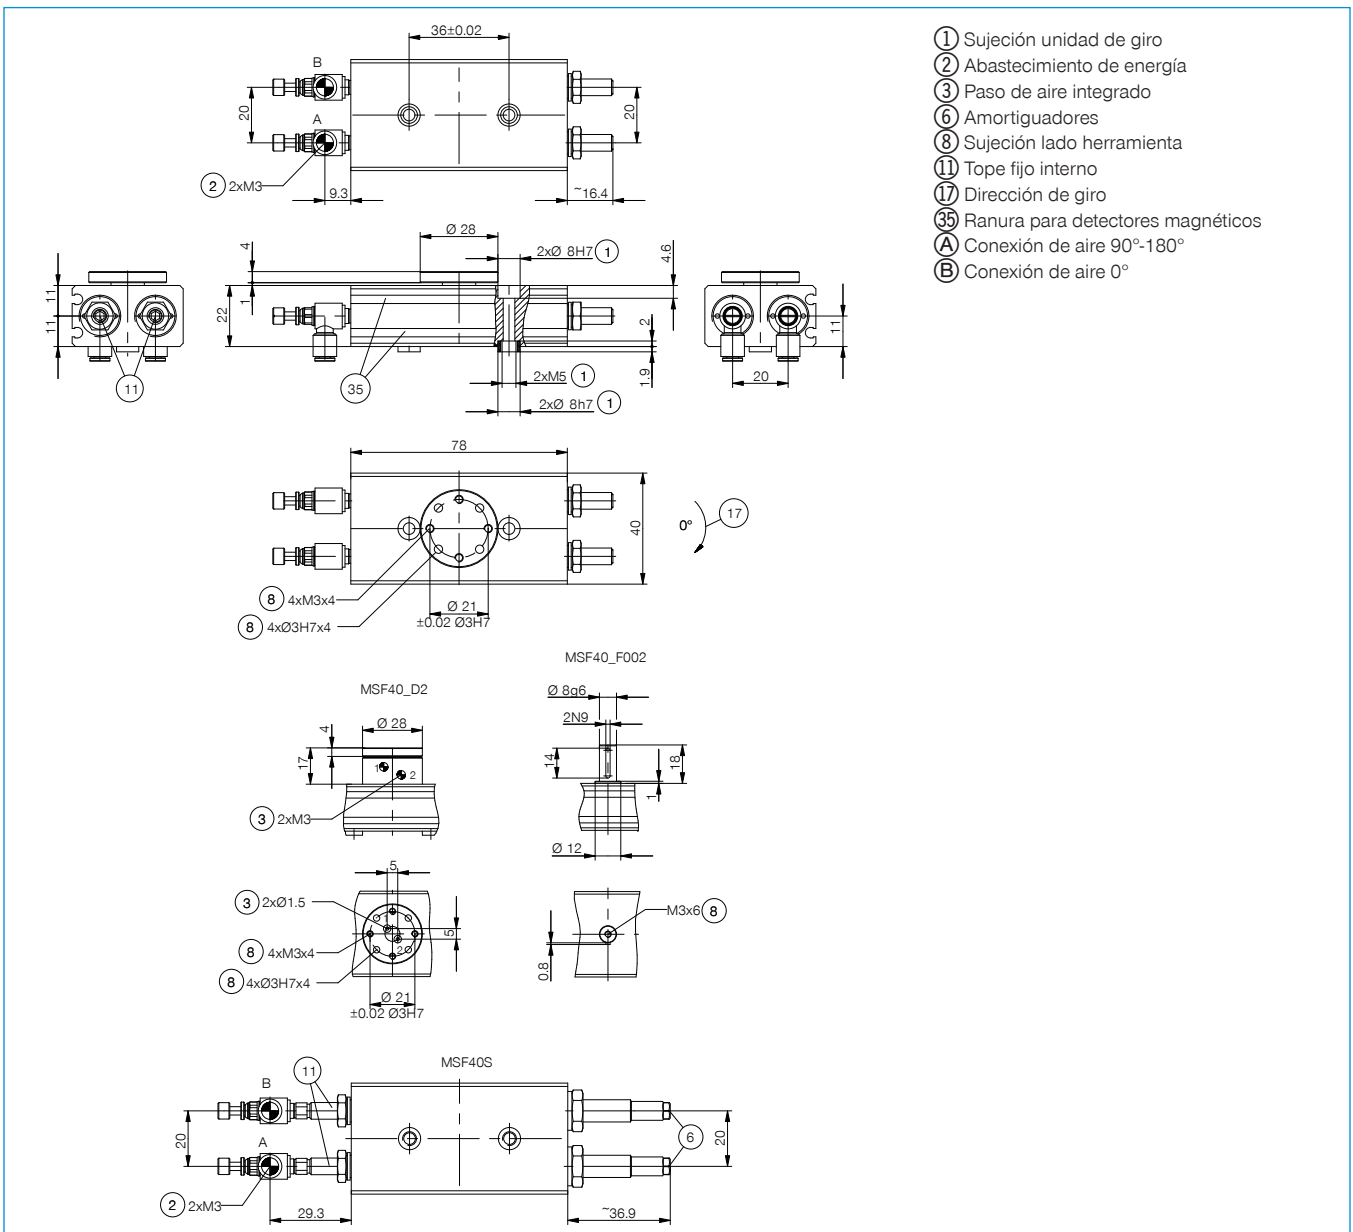 ① Sujeción unidad de giro
② Abastecimiento de energía
③ Paso de aire integrado
⑥ Amortiguadores
⑧ Sujeción lado herramienta
⑪ Tope fijo interno
⑰ Dirección de giro
㉟ Ranura para detectores magnéticos
Ⓐ Conexión de aire 90°-180°
Ⓑ Conexión de aire 0°
36±0.02
B
20
A
20
② 2xM3
9.3
~16.4
4
Ø 28
2xØ 8H7 ①
4.6
11
11
1
22
2
1.9
11
20
⑪
㉟
2xM5 ①
2xØ 8h7 ①
78
40
0°
⑰
⑧ 4xM3x4
⑧ 4xØ3H7x4
Ø 21
±0.02 Ø3H7
MSF40_F002
MSF40_D2
Ø 8g6
2N9
Ø 28
4
17
1
2
14
18
1
③ 2xM3
Ø 12
5
③ 2xØ1.5
1
2
5
⑧ 4xM3x4
⑧ 4xØ3H7x4
Ø 21
±0.02 Ø3H7
M3x6 ⑧
0.8
MSF40S
⑪
B
20
A
⑥
20
② 2xM3
29.3
~36.9